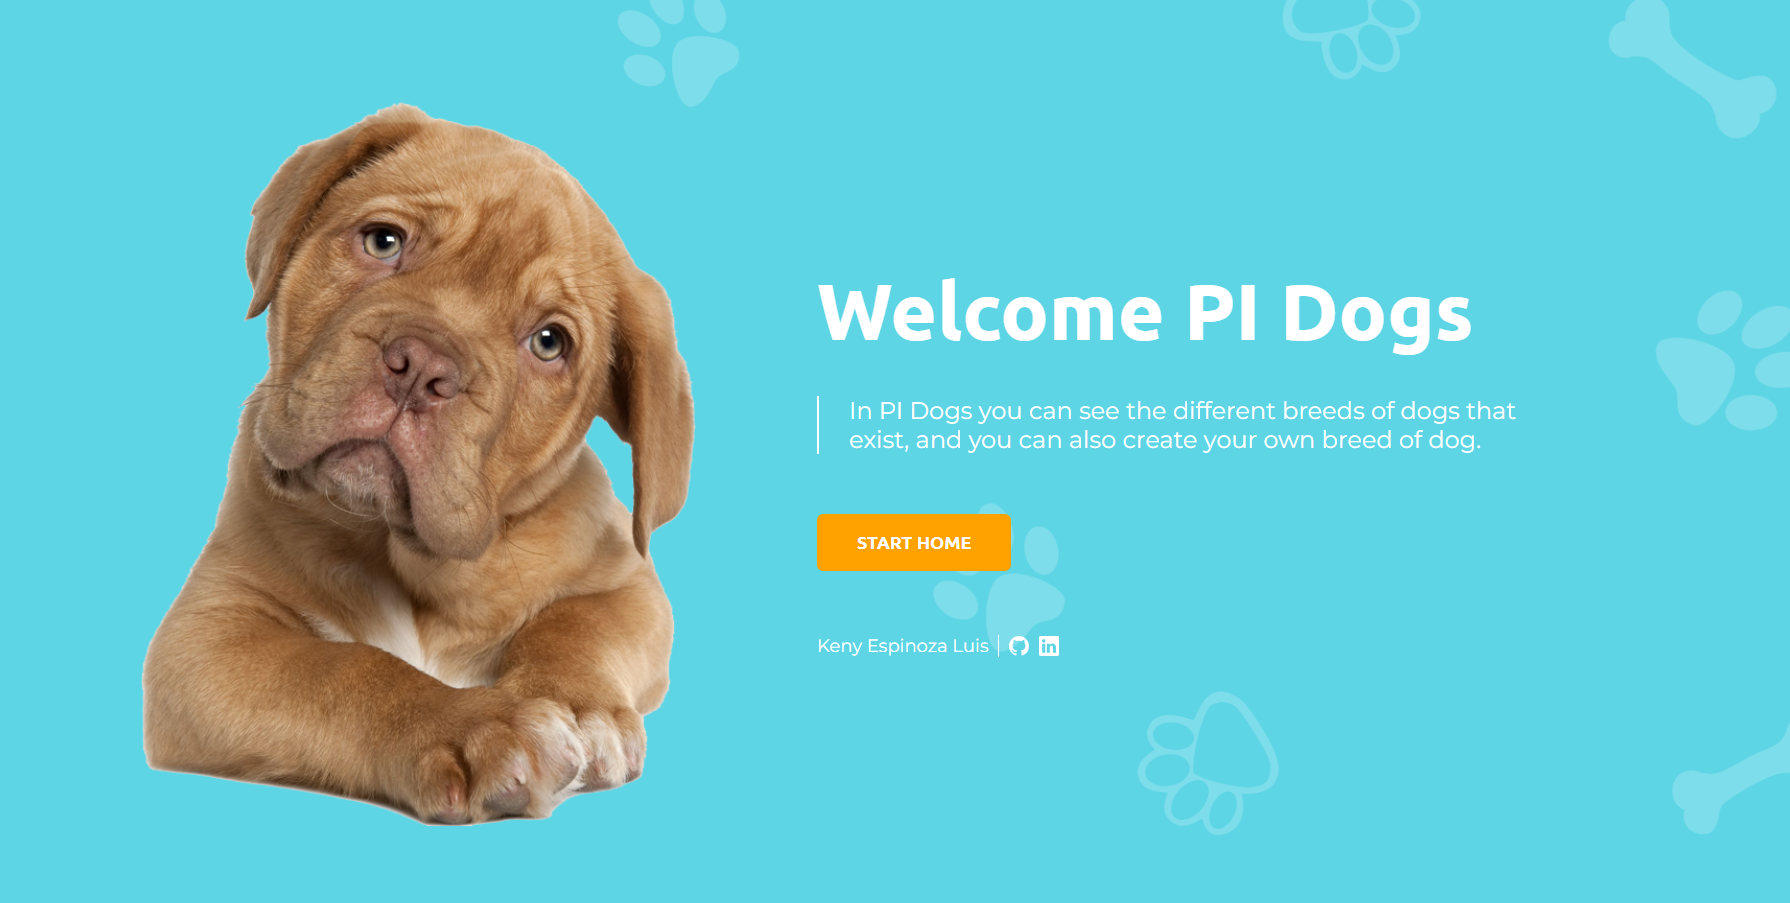 Welcome PI Dogs
In PI Dogs you can see the different breeds of dogs that
exist, and you can also create your own breed of dog.
START HOME
Keny Espinoza Luis